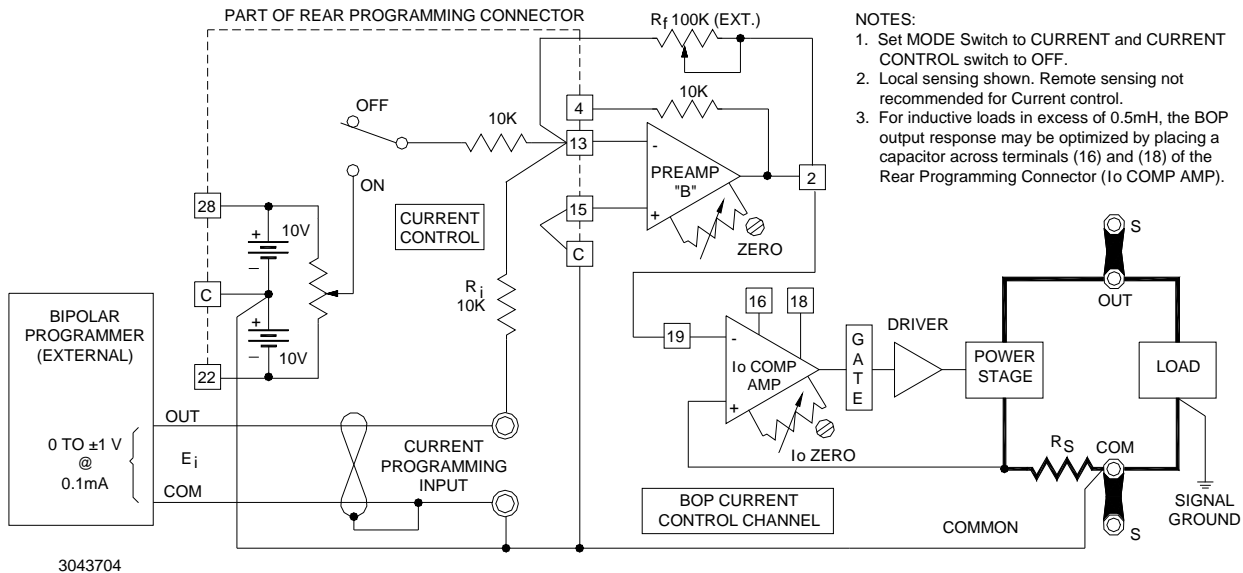 PART OF REAR PROGRAMMING CONNECTOR
Rf 100K (EXT.)
NOTES:
1. Set MODE Switch to CURRENT and CURRENT
CONTROL switch to OFF.
2. Local sensing shown. Remote sensing not
recommended for Current control.
3. For inductive loads in excess of 0.5mH, the BOP
output response may be optimized by placing a
capacitor across terminals (16) and (18) of the
Rear Programming Connector (Io COMP AMP).
OFF
10K
4
10K
13
-
PREAMP
"B"
+
2
ON
28
+
10V
–
CURRENT
CONTROL
15
C
ZERO
C
Ri
10K
+
10V
–
22
BIPOLAR
PROGRAMMER
(EXTERNAL)
16
18
19
-
Io COMP
AMP
+
Io ZERO
GATE
DRIVER
POWER
STAGE
S
OUT
LOAD
OUT
0 TO ±1 V
@
0.1mA
Ei
COM
CURRENT
PROGRAMMING
INPUT
RS
COM
S
SIGNAL
GROUND
BOP CURRENT
CONTROL CHANNEL
COMMON
3043704